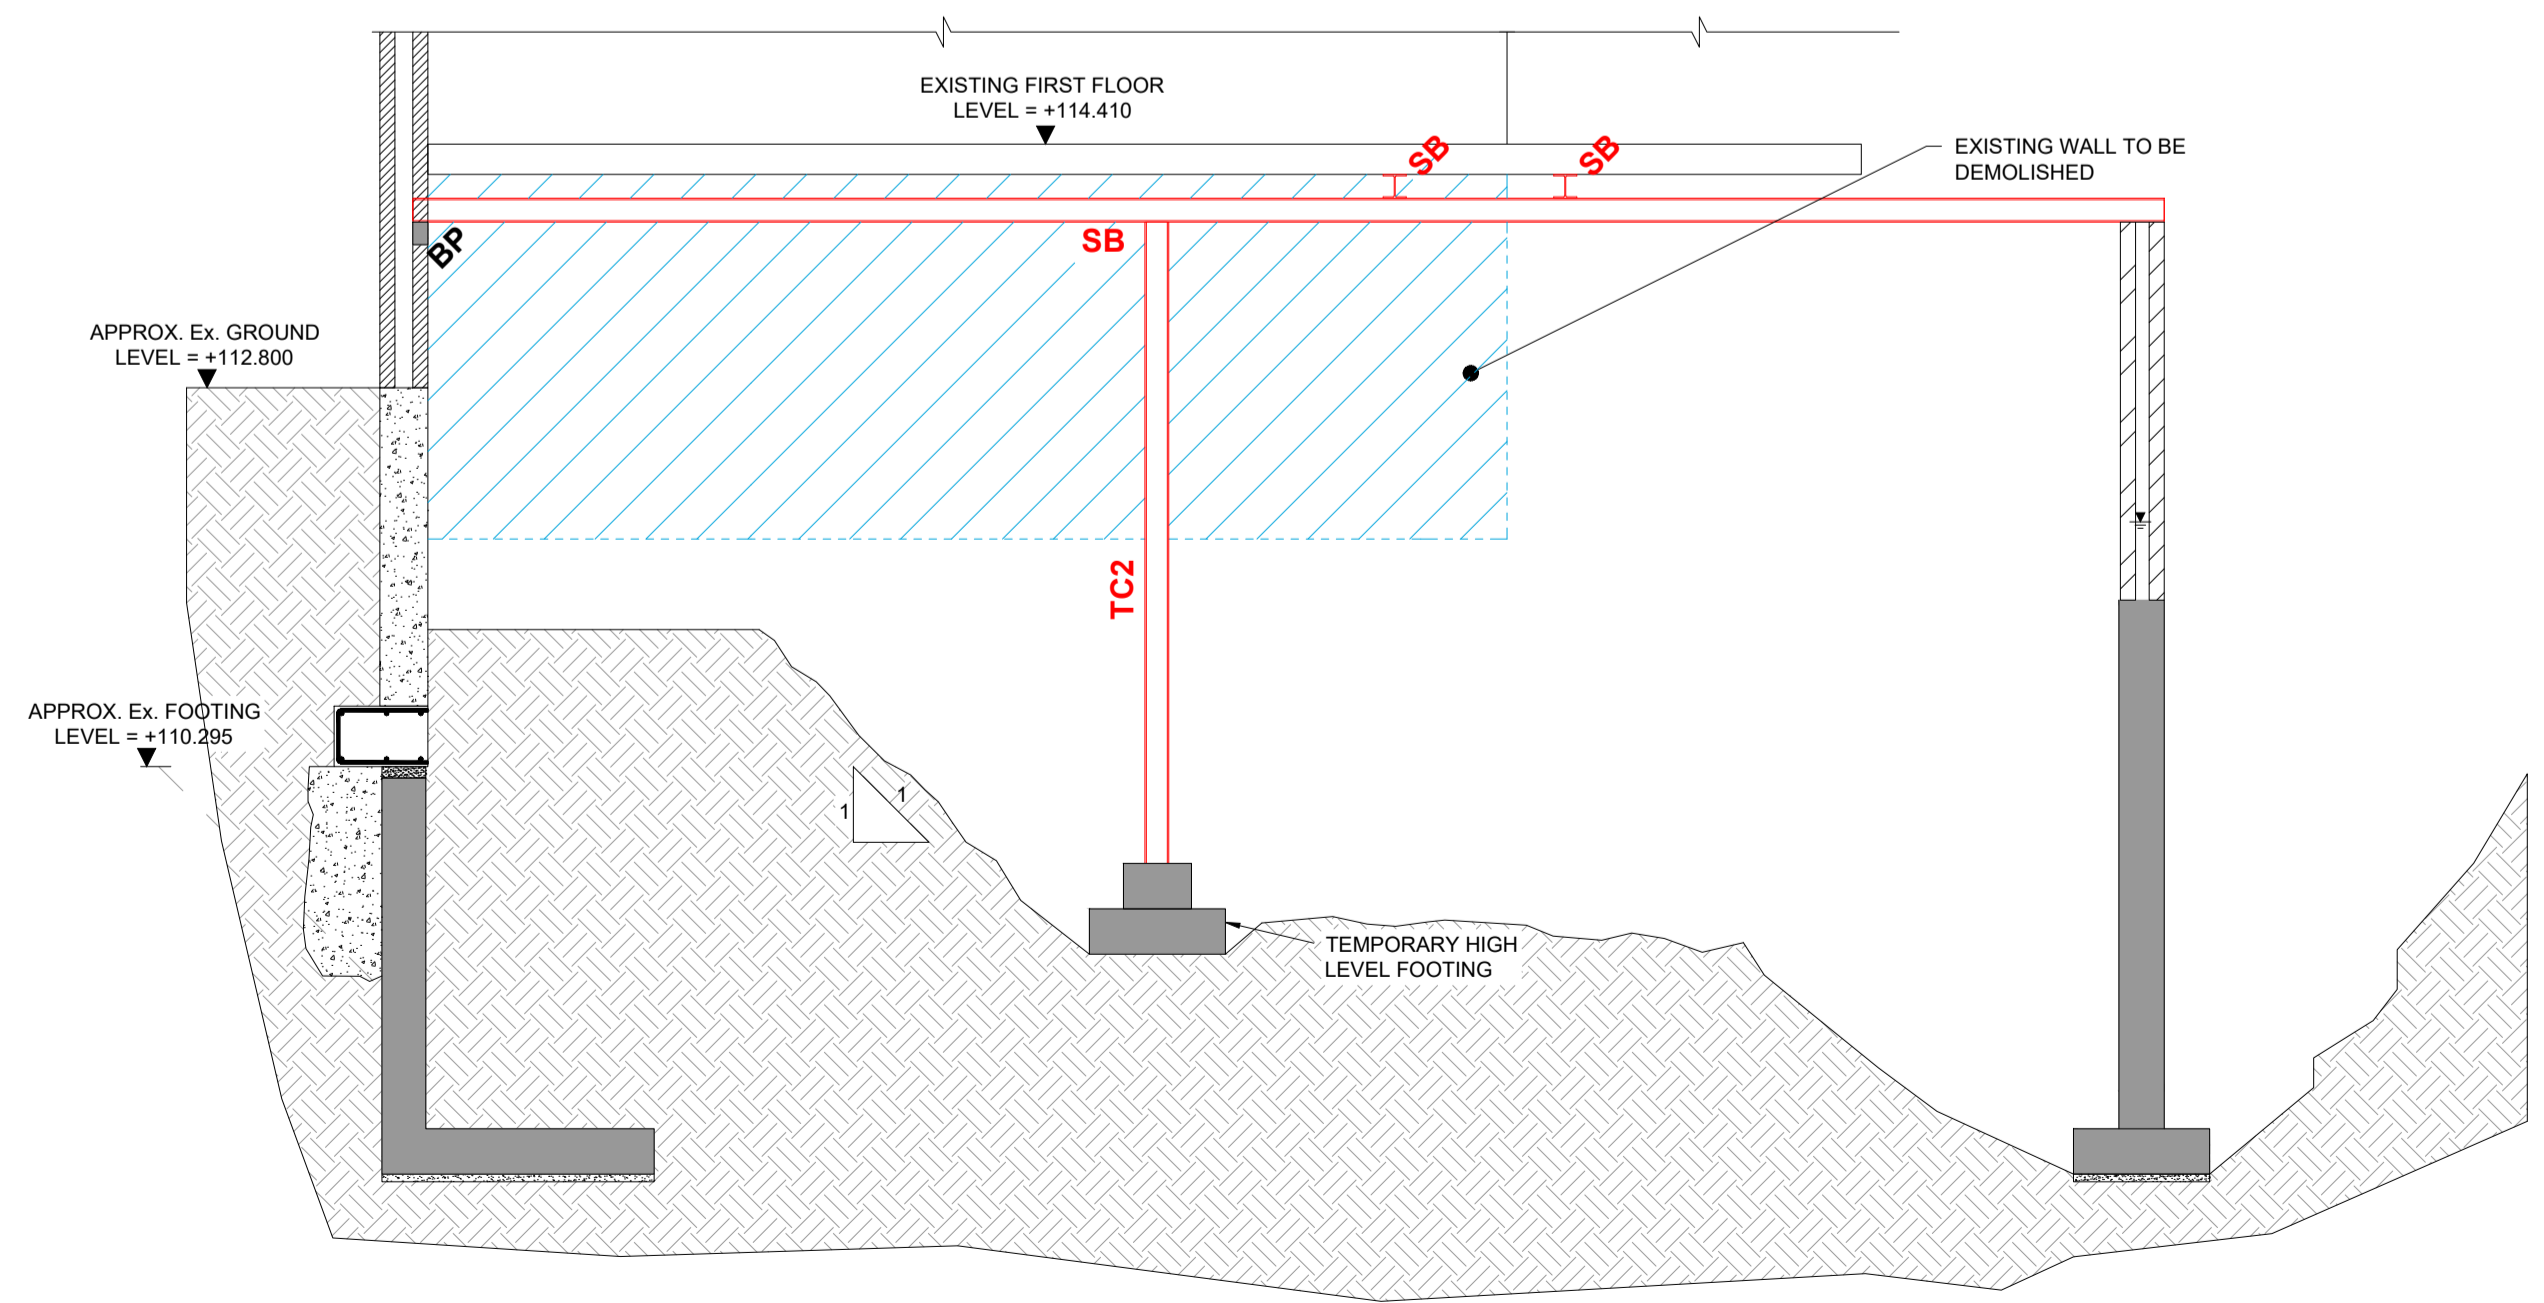 EXISTING FIRST FLOOR
LEVEL = +114.410
SB
SB
EXISTING WALL TO BE
DEMOLISHED
BP
SB
APPROX. Ex. GROUND
LEVEL = +112.800
TC2
APPROX. Ex. FOOTING
LEVEL = +110.295
1
1
TEMPORARY HIGH
LEVEL FOOTING